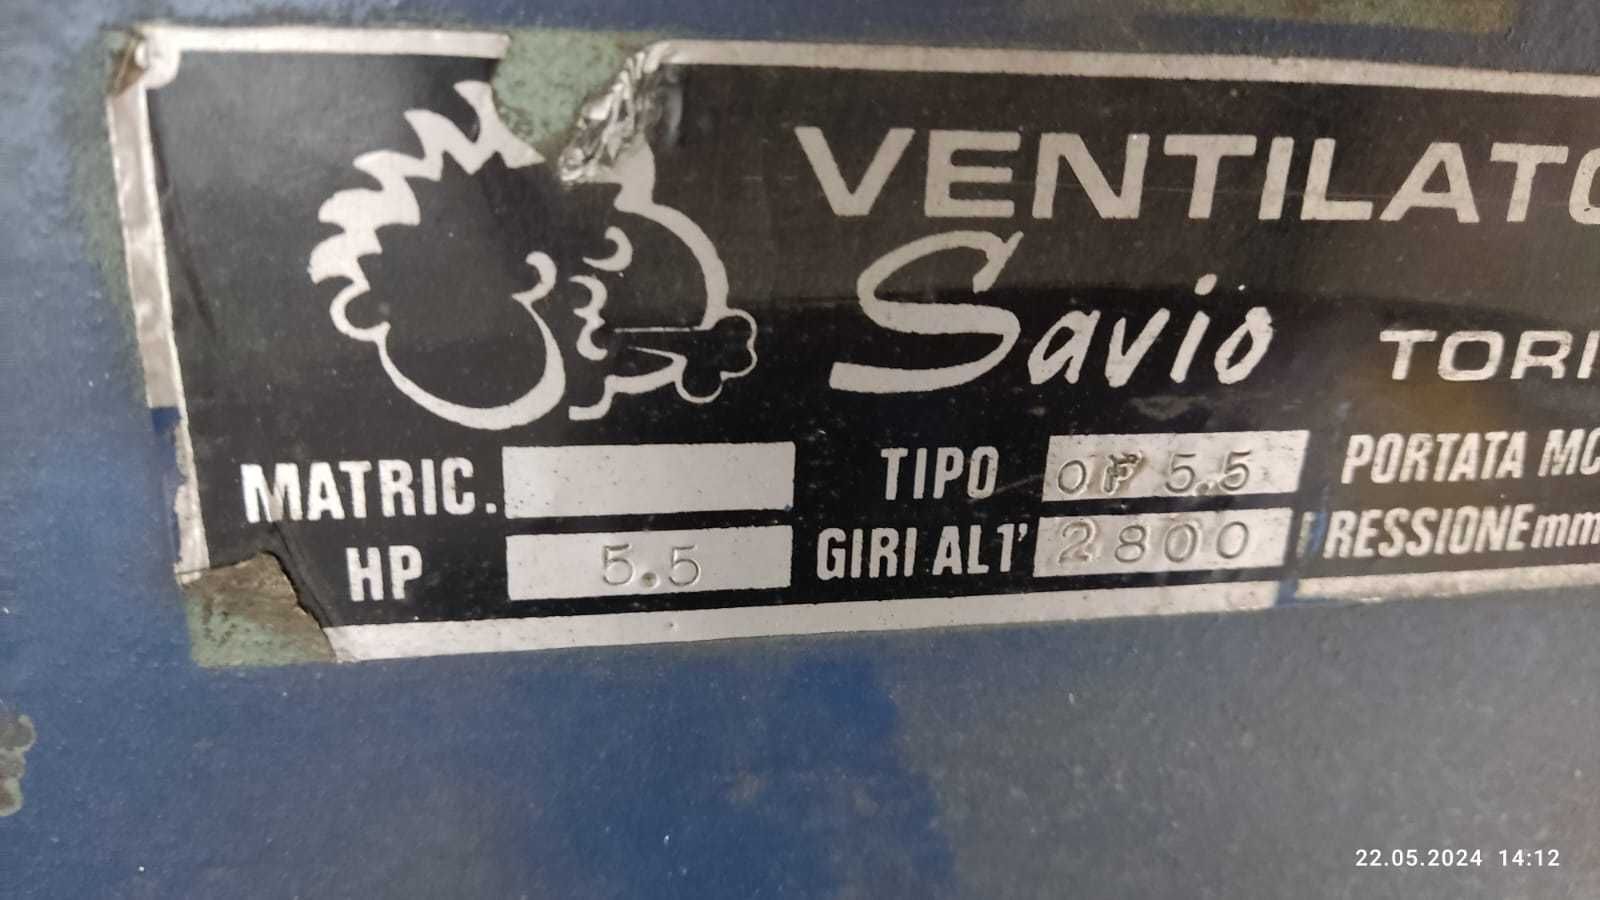 VENTILATO
Savio TORI
MATRIC. TIPO OP 5.5 PORTATA MC
HP 5.5 GIRI AL 1' 2800 RESSIONE mm
22.05.2024 14:12